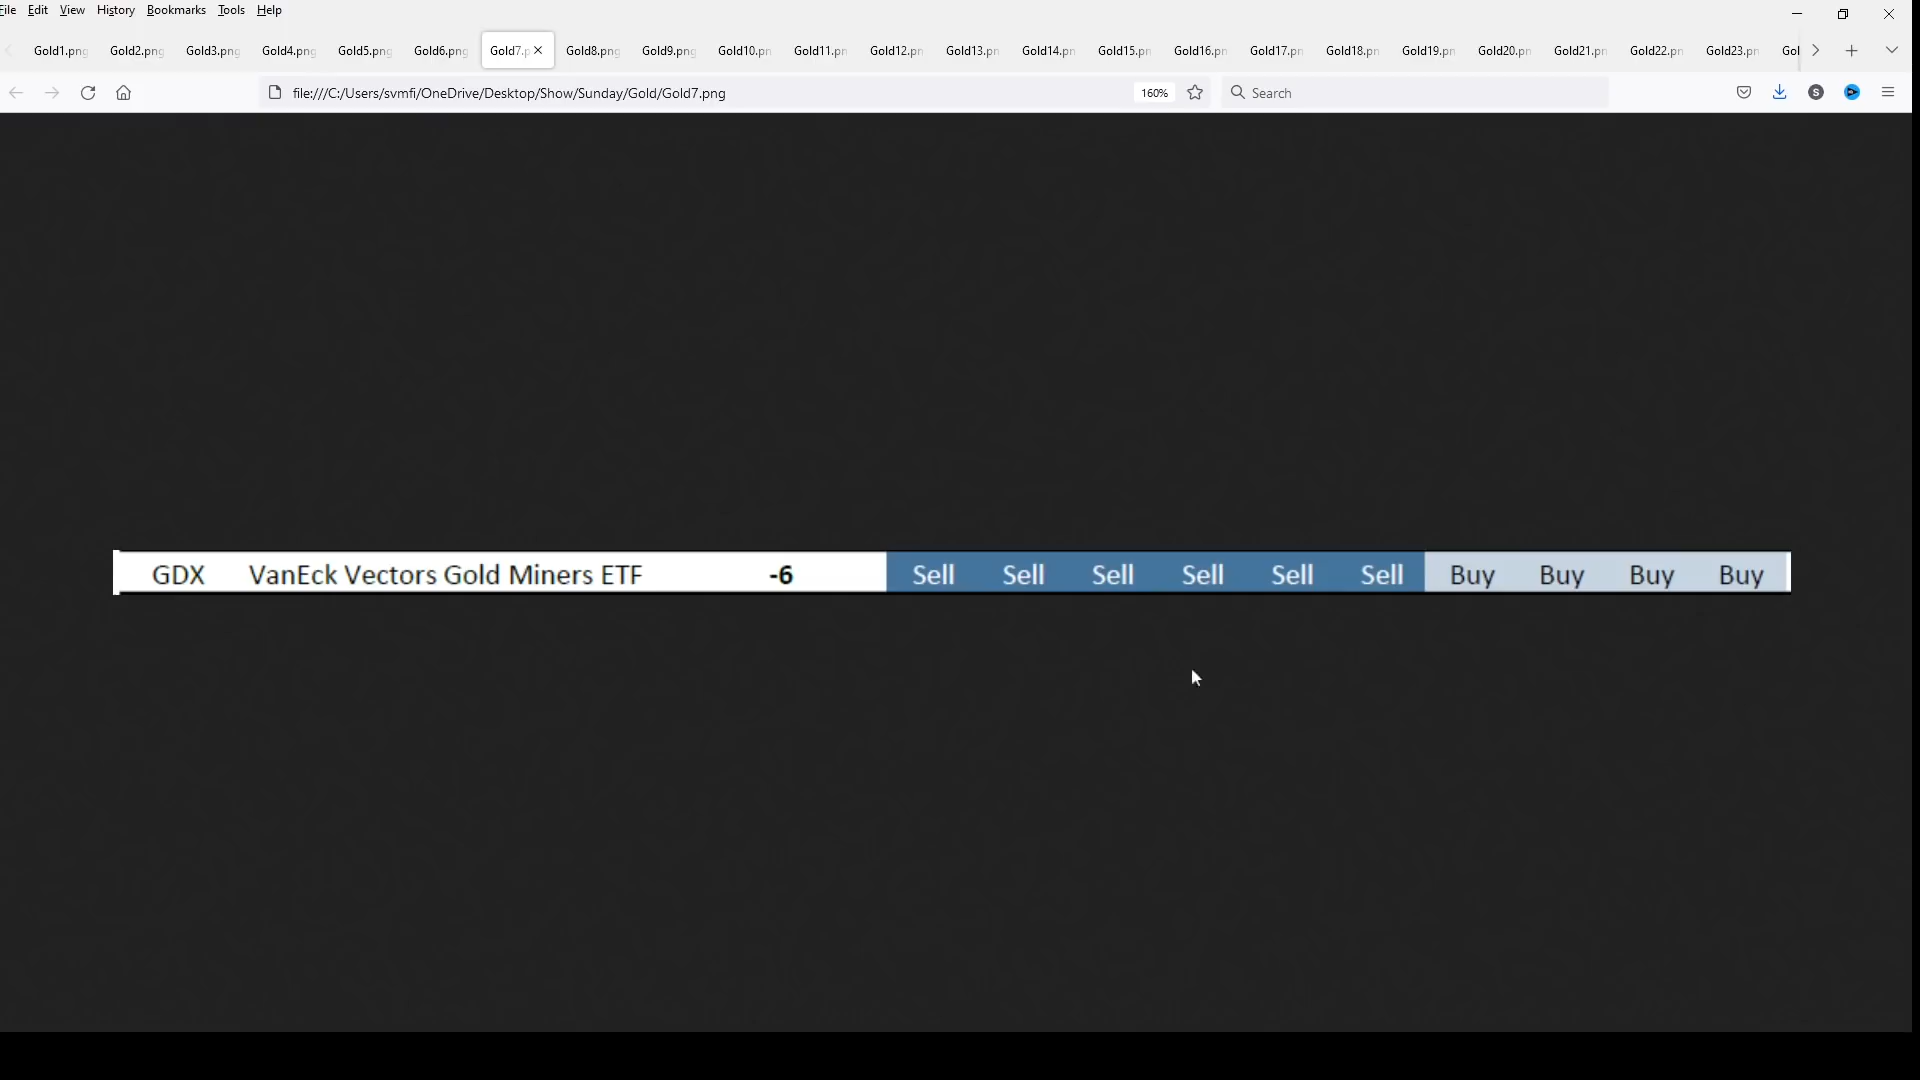 File Edit View History Bookmarks Tools Help
Gold1.png Gold2.png Gold3.png Gold4.png Gold5.png Gold6.png Gold7.p Gold8.png Gold9.png Gold10.pn Gold11.pn Gold12.pn Gold13.pn Gold14.pn Gold15.pn Gold16.pn Gold17.pn Gold18.pn Gold19.pn Gold20.pn Gold21.pn Gold22.pn Gold23.pn Gol
file:///C:/Users/svmfi/OneDrive/Desktop/Show/Sunday/Gold/Gold7.png 160% Search S
GDX VanEck Vectors Gold Miners ETF -6 Sell Sell Sell Sell Sell Sell Buy Buy Buy Buy